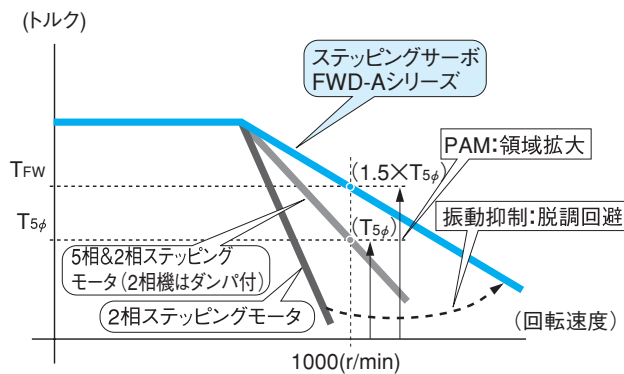 (トルク)
ステッピングサーボ
FWD-Aシリーズ
TFW
(1.5×T5φ)
PAM:領域拡大
T5φ
(T5φ)
振動抑制:脱調回避
5相&2相ステッピング
モータ(2相機はダンパ付)
2相ステッピングモータ
(回転速度)
1000(r/min)